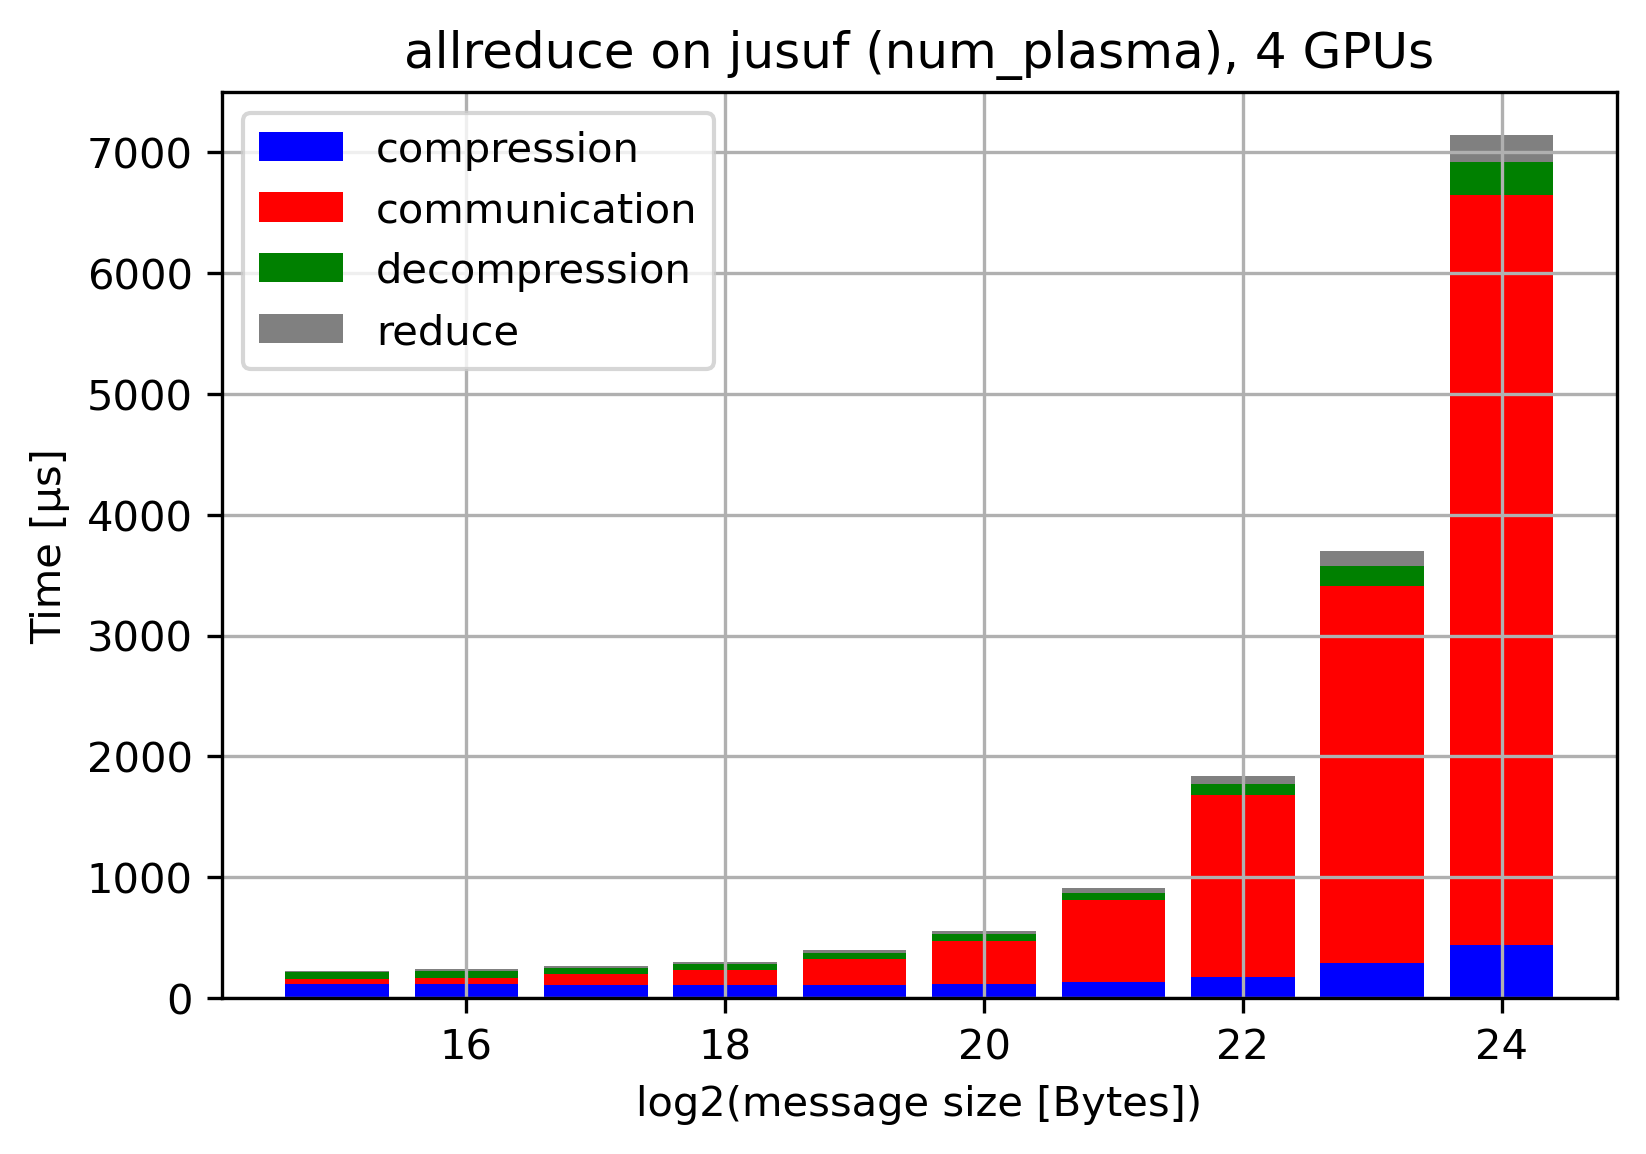 allreduce on jusuf (num_plasma), 4 GPUs
compression
communication
decompression
reduce
7000
6000
5000
4000
3000
2000
1000
0
Time [µs]
16 18 20 22 24
log2(message size [Bytes])